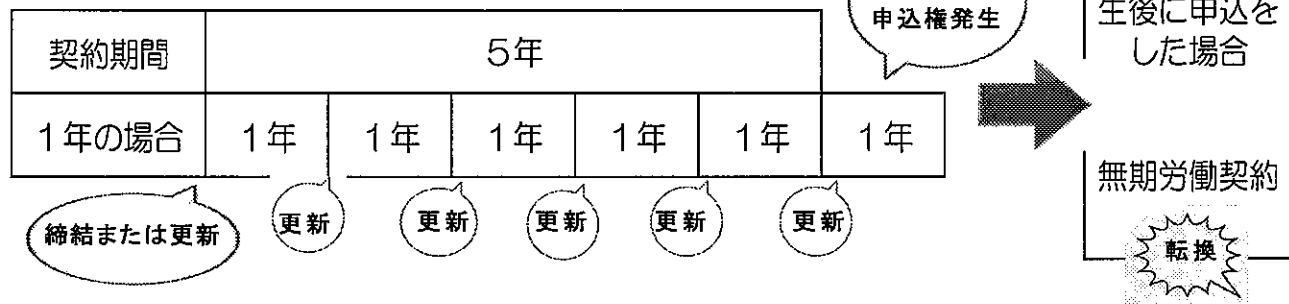 申込権発生
生後に申込を
した場合
契約期間 5年
1年の場合 1年 1年 1年 1年 1年 1年
締結または更新 更新 更新 更新 更新 更新
無期労働契約
転換